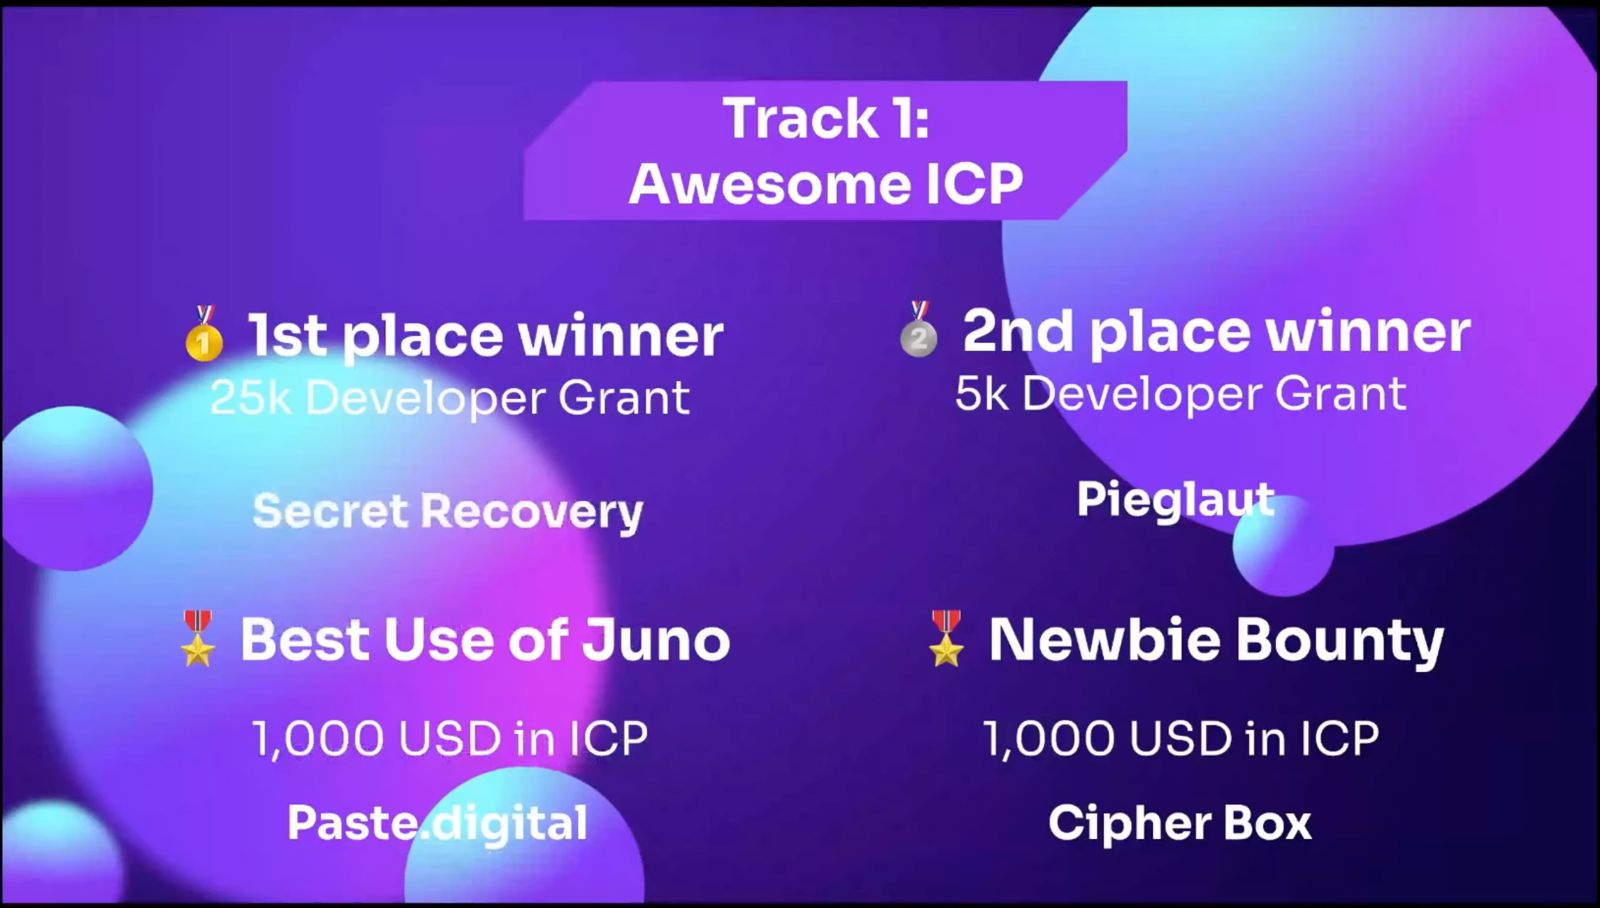 Track 1:
Awesome ICP
1st place winner
25k Developer Grant
Secret Recovery
2nd place winner
5k Developer Grant
Pieglaut
Best Use of Juno
1,000 USD in ICP
Paste.digital
Newbie Bounty
1,000 USD in ICP
Cipher Box